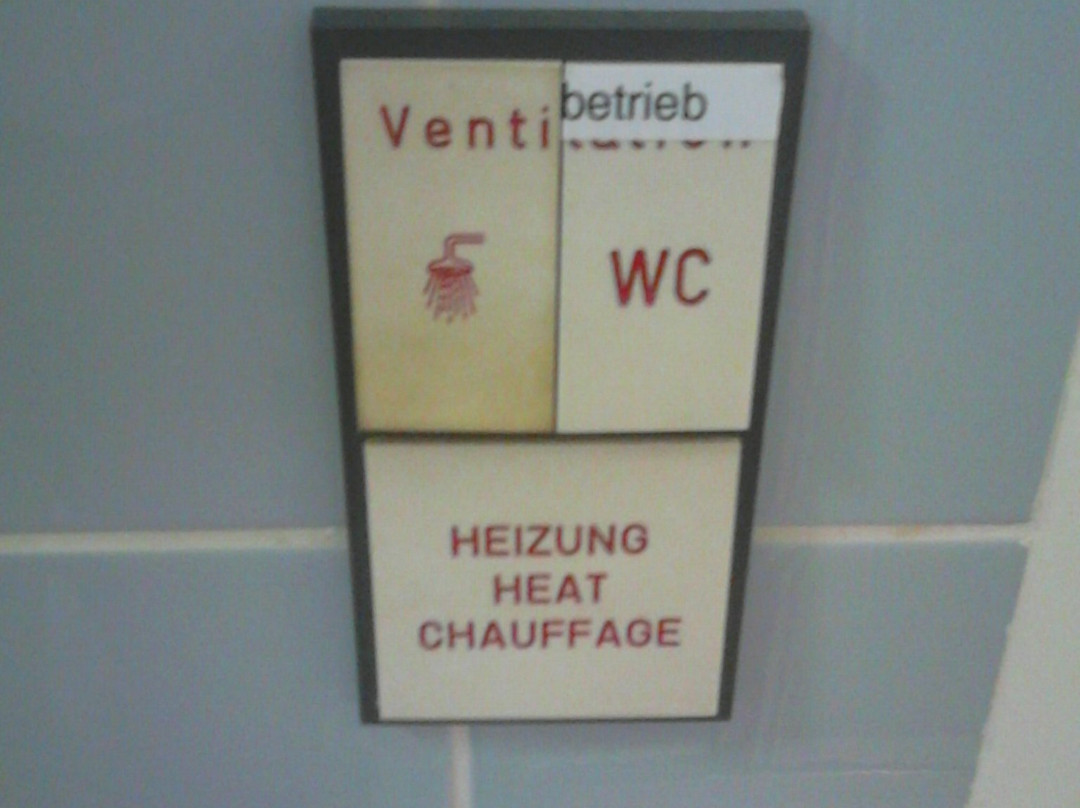 Venti
betrieb
WC
HEIZUNG
HEAT
CHAUFFAGE